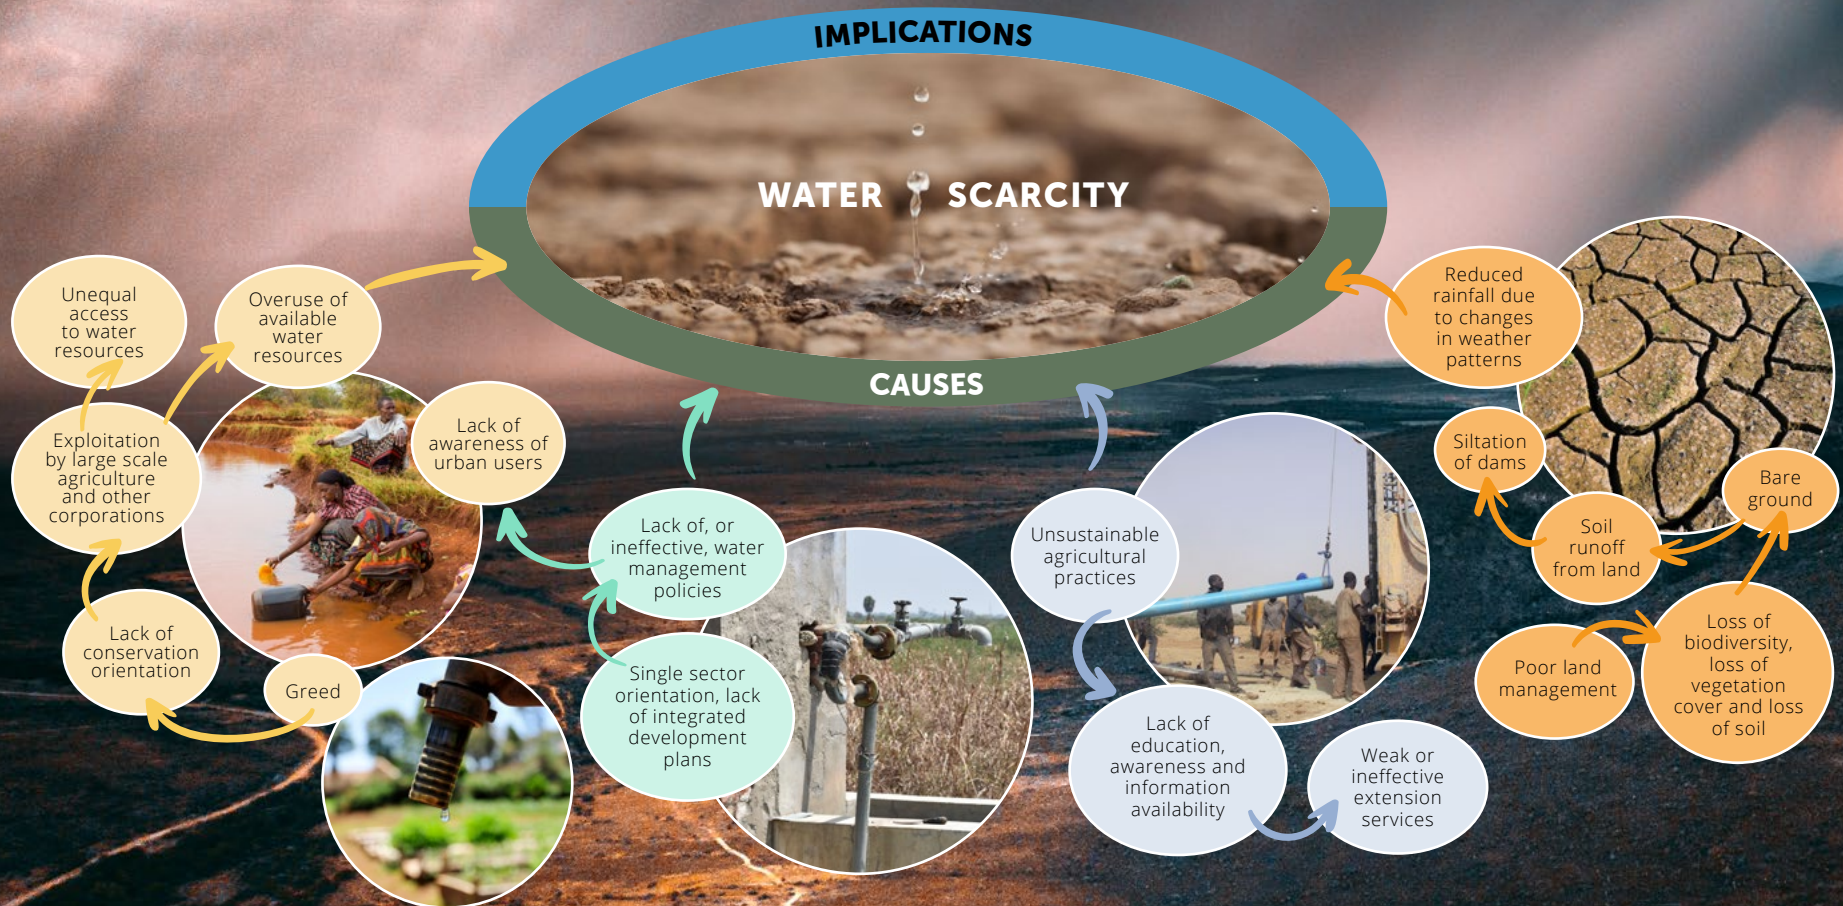 IMPLICATIONS
WATER SCARCITY
CAUSES
Unequal
access
to water
resources
Overuse of
available
water
resources
Exploitation
by large scale
agriculture
and other
corporations
Lack of
awareness of
urban users
Lack of
conservation
orientation
Greed
Lack of, or
ineffective, water
management
policies
Single sector
orientation, lack
of integrated
development
plans
Unsustainable
agricultural
practices
Lack of
education,
awareness and
information
availability
Weak or
ineffective
extension
services
Reduced
rainfall due
to changes
in weather
patterns
Siltation
of dams
Bare
ground
Soil
runoff
from land
Poor land
management
Loss of
biodiversity,
loss of
vegetation
cover and loss
of soil